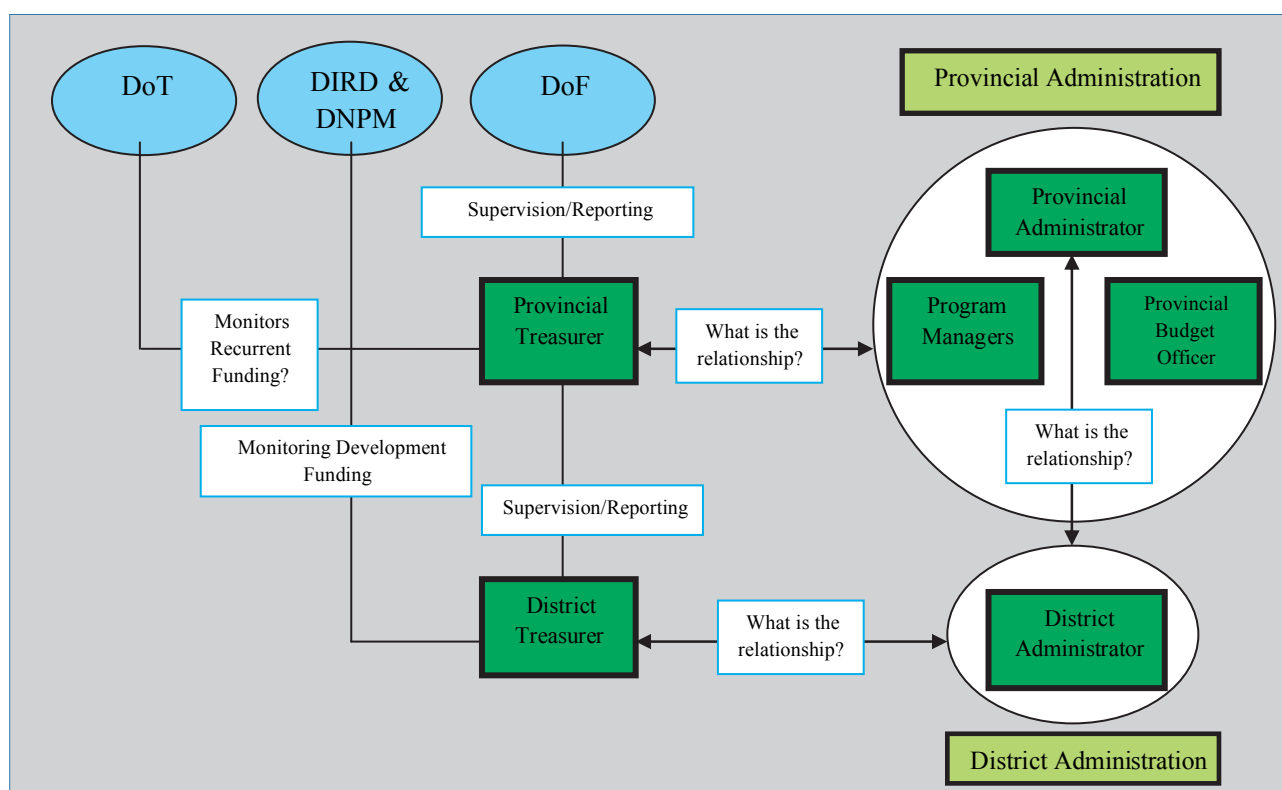 DoT
DIRD &
DNPM
DoF
Provincial Administration
Supervision/Reporting
Provincial
Administrator
Monitors
Recurrent
Funding?
Provincial
Treasurer
What is the
relationship?
Program
Managers
Provincial
Budget
Officer
Monitoring Development
Funding
What is the
relationship?
Supervision/Reporting
District
Treasurer
What is the
relationship?
District
Administrator
District Administration